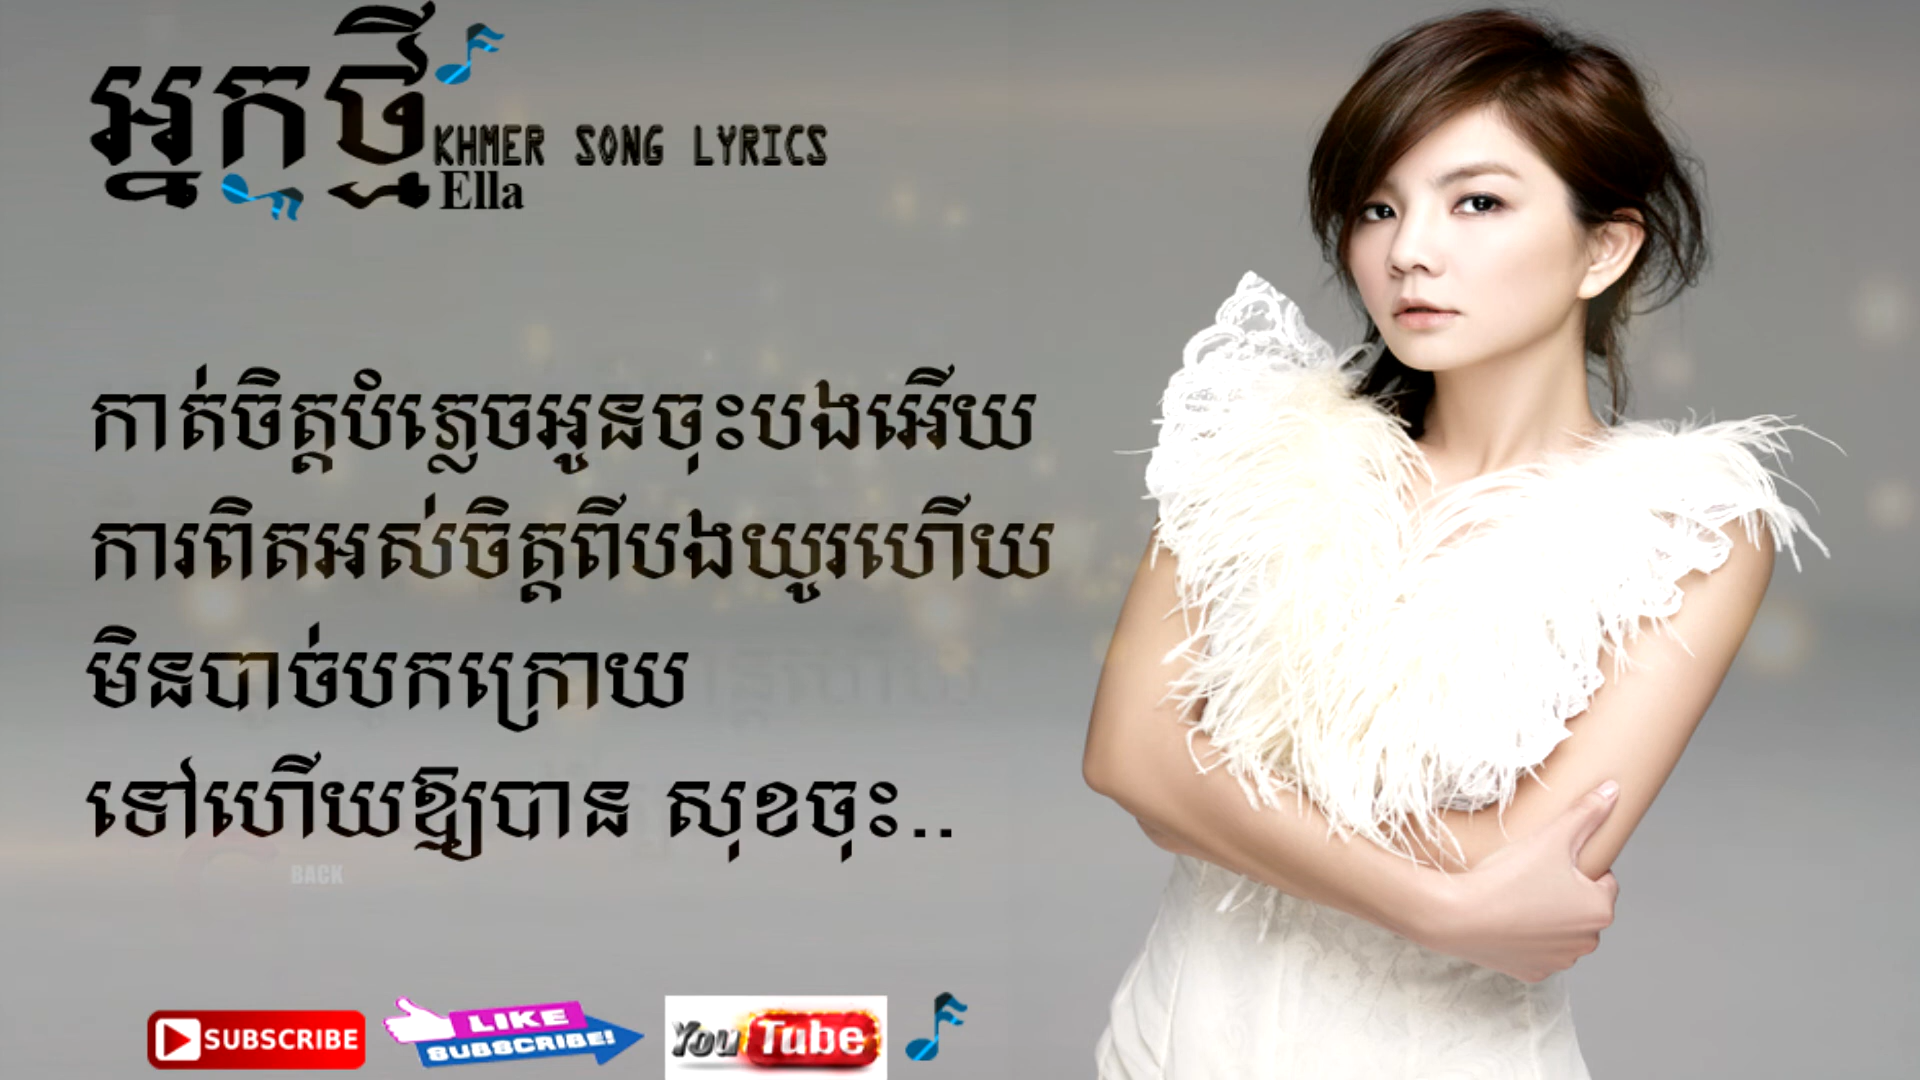 អ្នកថ្មី
KHMER SONG LYRICS
Ella
កាត់ចិត្តបំភ្លេចអូនចុះបងអើយ
ការពិតអស់ចិត្តពីបងយូរហើយ
មិនបាច់បូកក្រោយ
ទៅហើយឱ្យបាន សុខចុះ..
BACK
SUBSCRIBE
LIKE
SUBSCRIBE!
YouTube